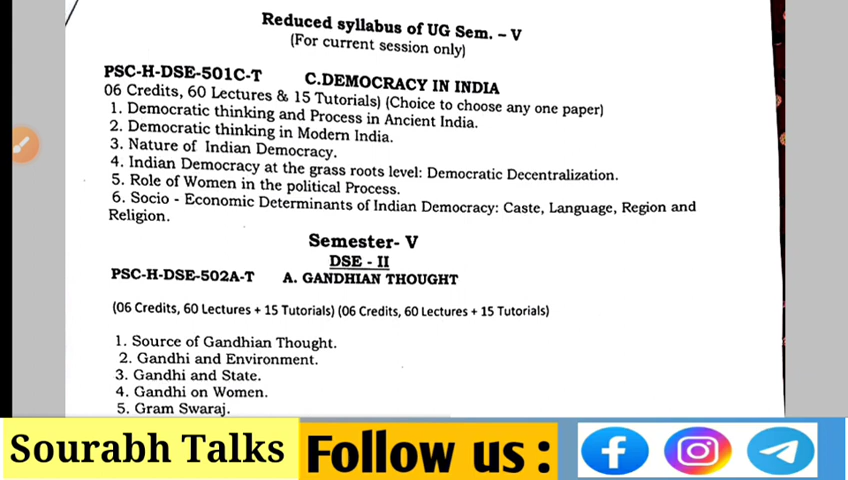 Reduced syllabus of UG Sem. – V
(For current session only)
PSC-H-DSE-501C-T C.DEMOCRACY IN INDIA
06 Credits, 60 Lectures & 15 Tutorials) (Choice to choose any one paper)
1. Democratic thinking and Process in Ancient India.
2. Democratic thinking in Modern India.
3. Nature of Indian Democracy.
4. Indian Democracy at the grass roots level: Democratic Decentralization.
5. Role of Women in the political Process.
6. Socio - Economic Determinants of Indian Democracy: Caste, Language, Region and
Religion.
Semester- V
DSE - II
PSC-H-DSE-502A-T A. GANDHIAN THOUGHT
(06 Credits, 60 Lectures + 15 Tutorials) (06 Credits, 60 Lectures + 15 Tutorials)
1. Source of Gandhian Thought.
2. Gandhi and Environment.
3. Gandhi and State.
4. Gandhi on Women.
5. Gram Swaraj.
Sourabh Talks Follow us :